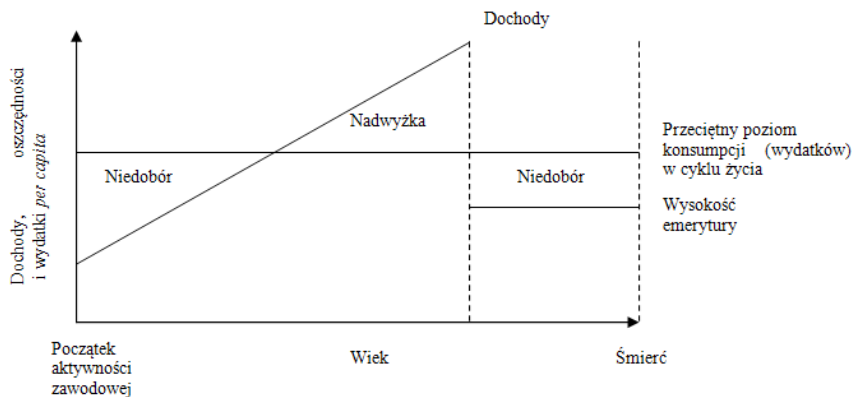 Dochody
Dochody, oszczędności
i wydatki per capita
Nadwyżka
Niedobór
Niedobór
Przeciętny poziom
konsumpcji (wydatków)
w cyklu życia
Wysokość
emerytury
Początek
aktywności
zawodowej
Wiek
Śmierć